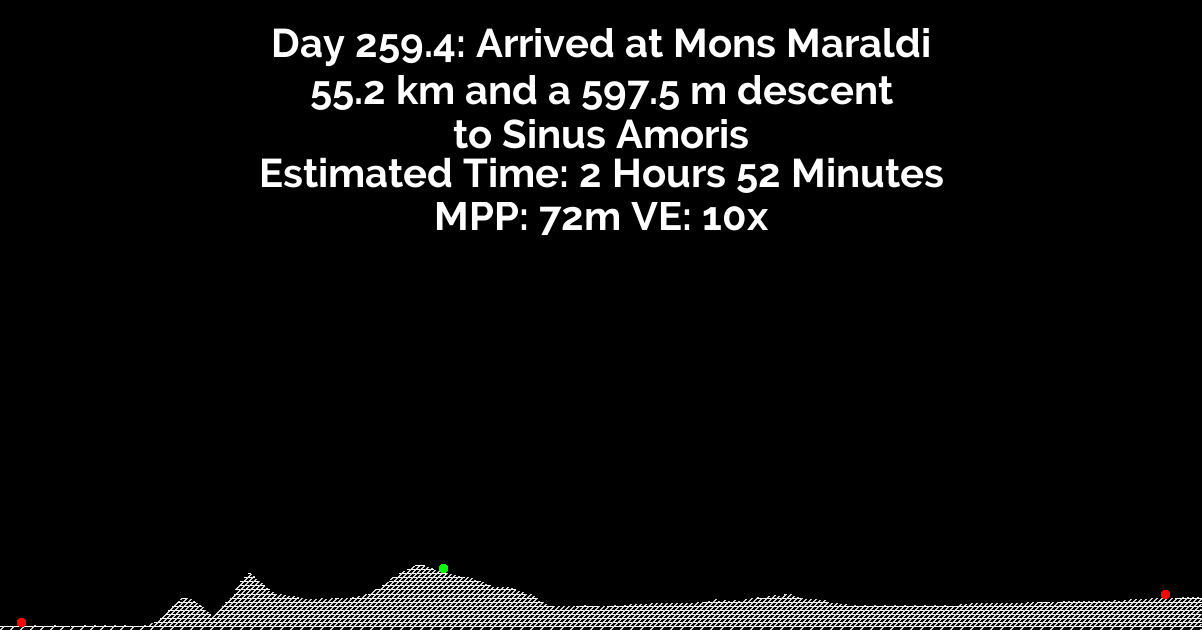 Day 259.4: Arrived at Mons Maraldi
55.2 km and a 597.5 m descent
to Sinus Amoris
Estimated Time: 2 Hours 52 Minutes
MPP: 72m VE: 10x